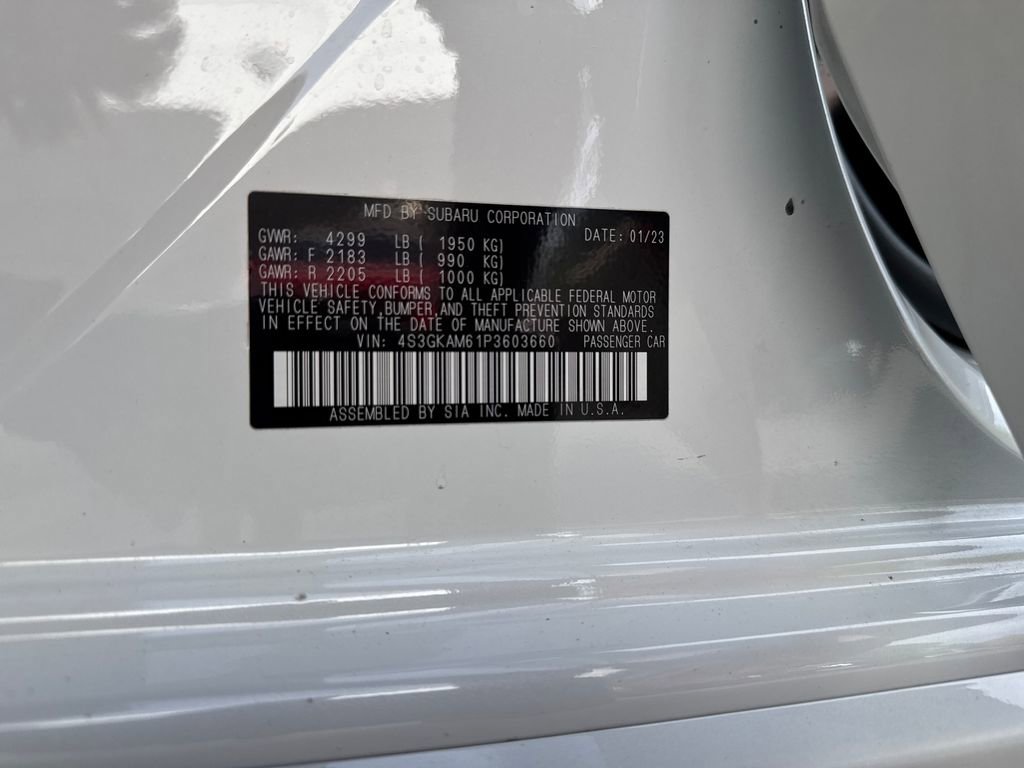 MFD BY SUBARU CORPORATION
GVWR: 4299 LB( 1950 KG) DATE: 01/23
GAWR: F 2183 LB( 990 KG)
GAWR: R 2205 LB( 1000 KG)
THIS VEHICLE CONFORMS TO ALL APPLICABLE FEDERAL MOTOR
VEHICLE SAFETY,BUMPER,AND THEFT PREVENTION STANDARDS
IN EFFECT ON THE DATE OF MANUFACTURE SHOWN ABOVE.
VIN: 4S3GKAM61P3603660 PASSENGER CAR
ASSEMBLED BY SIA INC. MADE IN U.S.A.